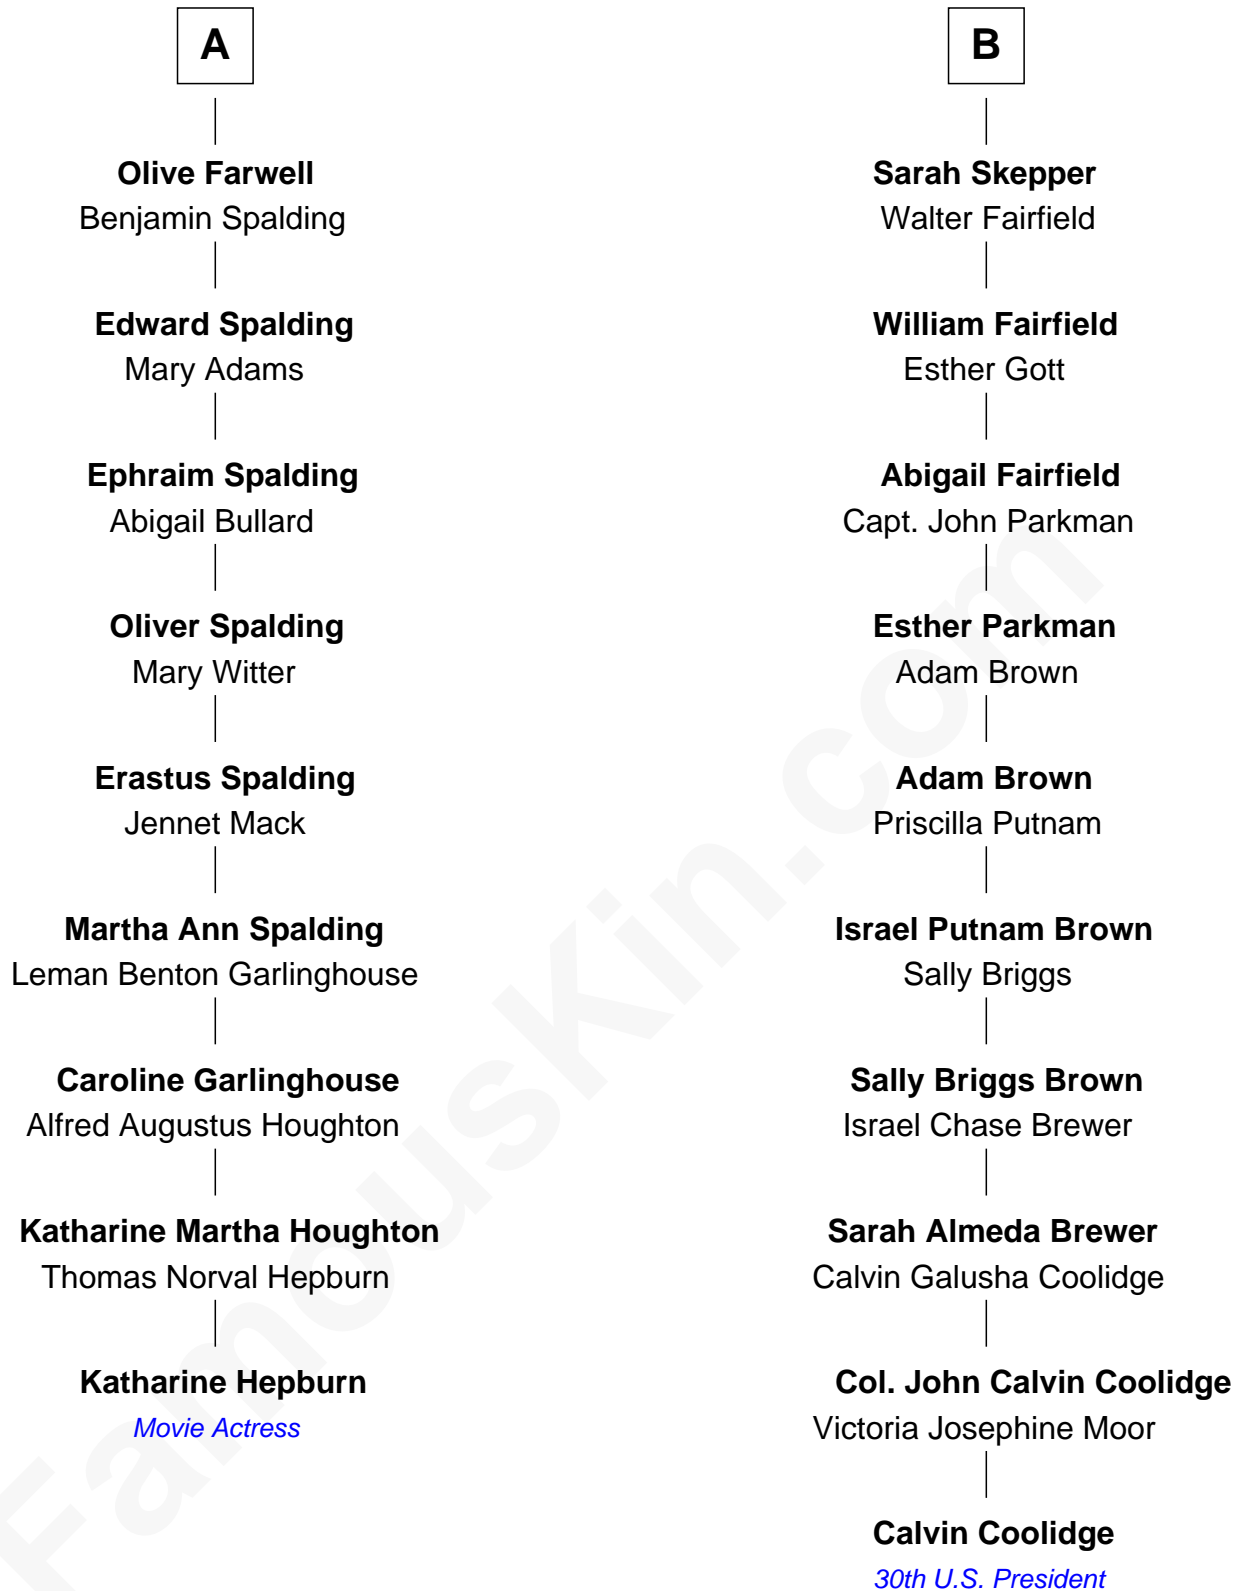 A
Olive Farwell
Benjamin Spalding
Edward Spalding
Mary Adams
Ephraim Spalding
Abigail Bullard
Oliver Spalding
Mary Witter
Erastus Spalding
Jennet Mack
Martha Ann Spalding
Leman Benton Garlinghouse
Caroline Garlinghouse
Alfred Augustus Houghton
Katharine Martha Houghton
Thomas Norval Hepburn
Katharine Hepburn
Movie Actress
B
Sarah Skepper
Walter Fairfield
William Fairfield
Esther Gott
Abigail Fairfield
Capt. John Parkman
Esther Parkman
Adam Brown
Adam Brown
Priscilla Putnam
Israel Putnam Brown
Sally Briggs
Sally Briggs Brown
Israel Chase Brewer
Sarah Almeda Brewer
Calvin Galusha Coolidge
Col. John Calvin Coolidge
Victoria Josephine Moor
Calvin Coolidge
30th U.S. President
FamousKin.com